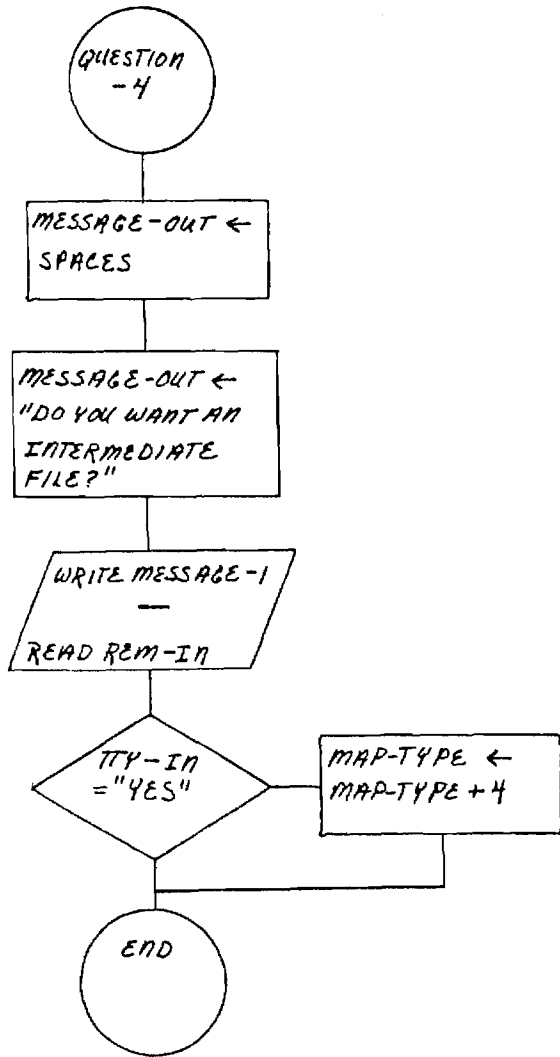 QUESTION
-4
MESSAGE-OUT ←
SPACES
MESSAGE-OUT ←
"DO YOU WANT AN
INTERMEDIATE
FILE?"
WRITE MESSAGE-1
—
READ REM-IN
TTY-IN
="YES"
MAP-TYPE ←
MAP-TYPE+4
END